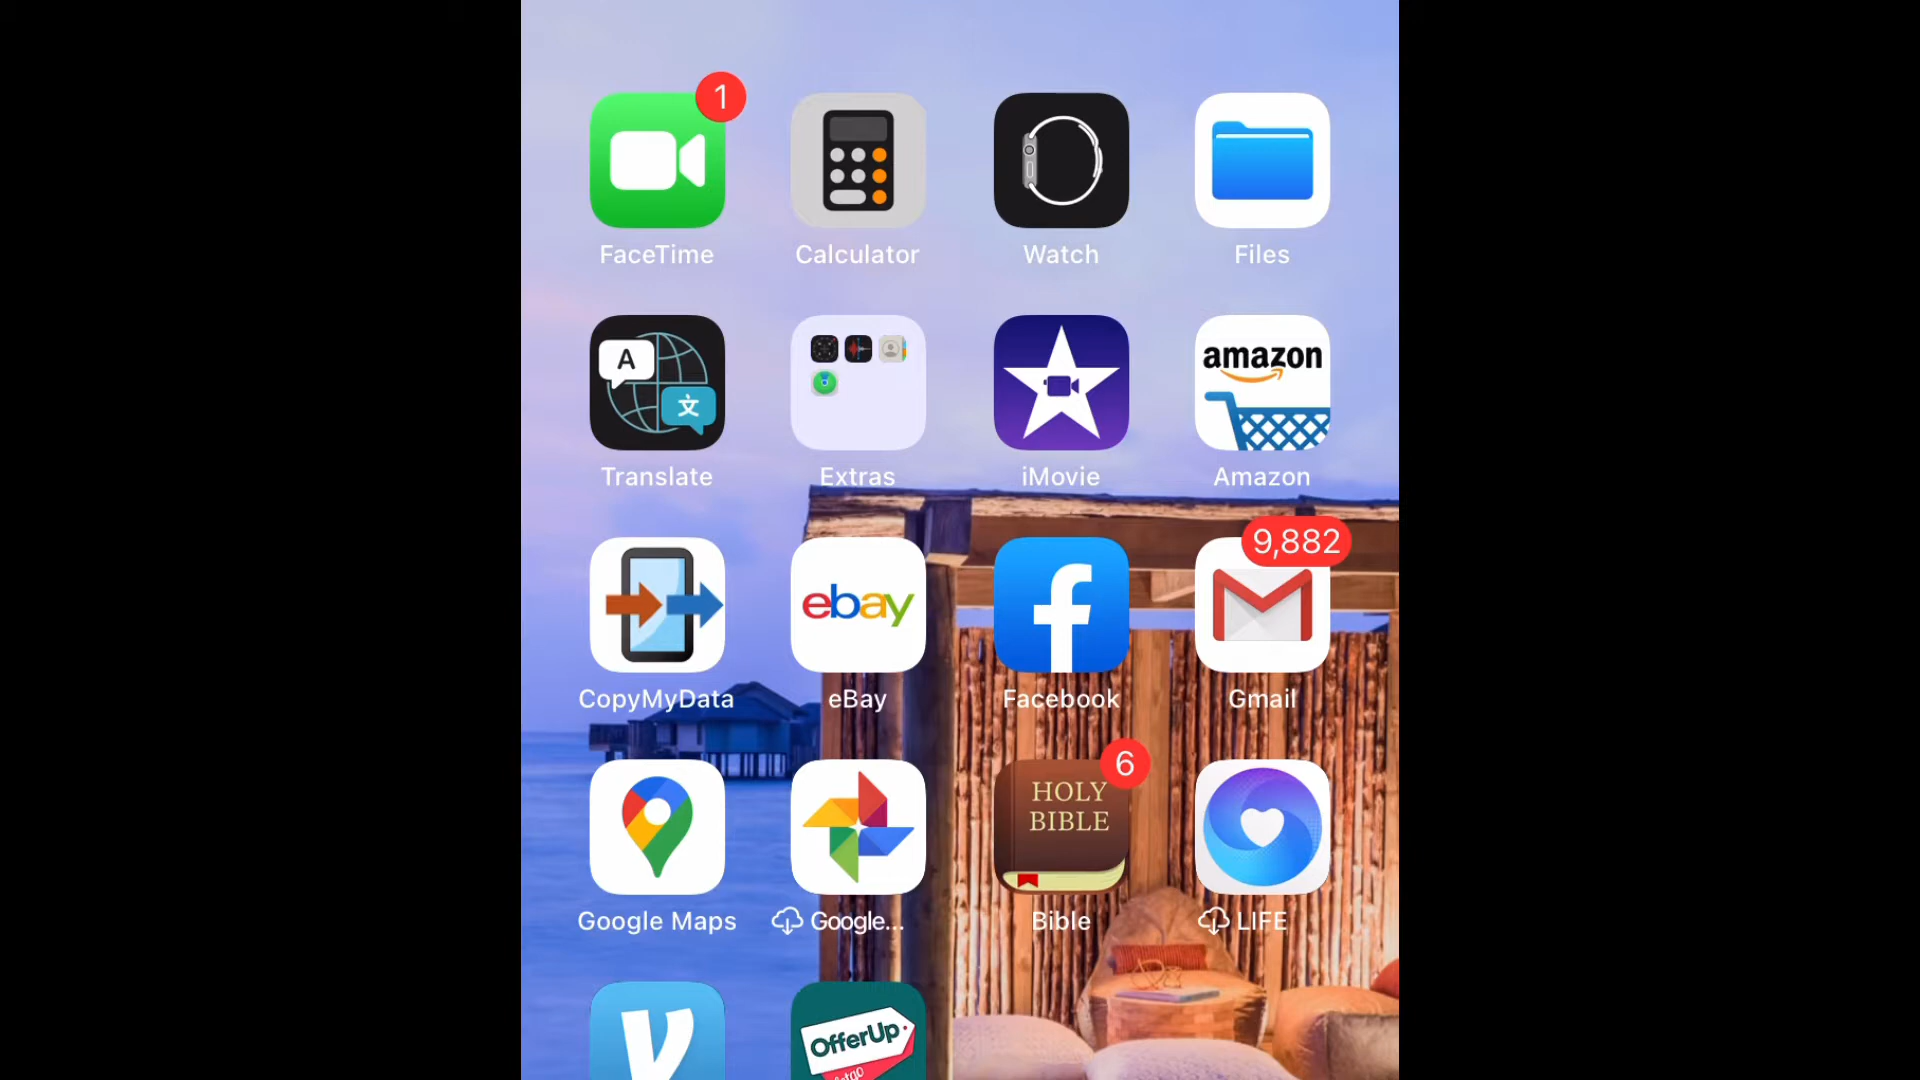 1
FaceTime
Calculator
Watch
Files
A
文
amazon
Translate
Extras
iMovie
Amazon
9,882
ebay
f
CopyMyData
eBay
Facebook
Gmail
6
HOLY
BIBLE
Google Maps
Google...
Bible
LIFE
OfferUp
letgo